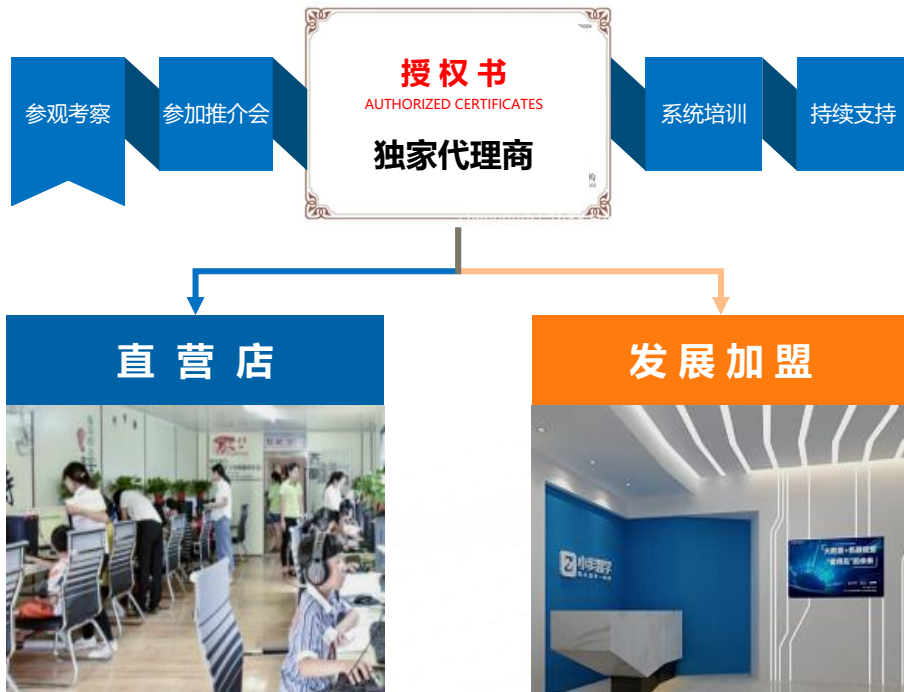 参观考察
参加推介会
授权书
AUTHORIZED CERTIFICATES
独家代理商
系统培训
持续支持
直营店
发展加盟